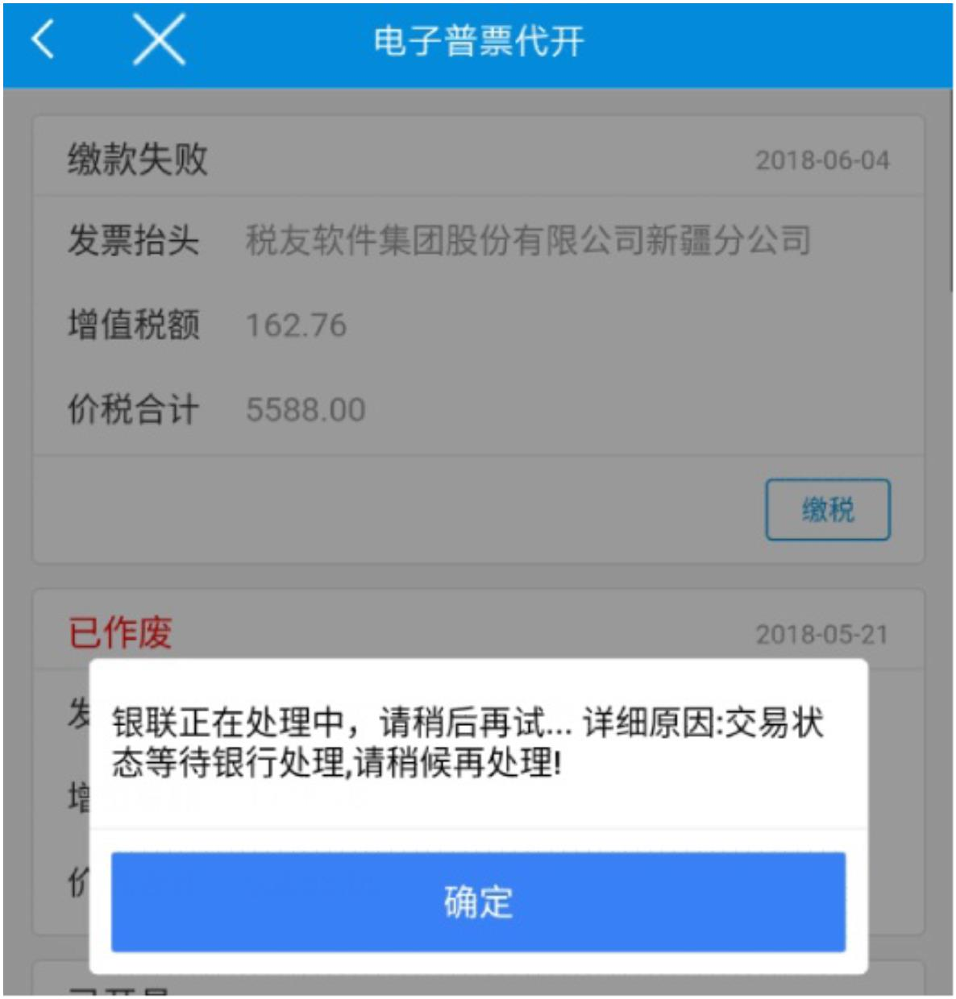 电子普票代开
缴款失败 2018-06-04
发票抬头 税友软件集团股份有限公司新疆分公司
增值税额 162.76
价税合计 5588.00
缴税
已作废 2018-05-21
发
银联正在处理中，请稍后再试... 详细原因:交易状
态等待银行处理,请稍候再处理!
增
价
确定